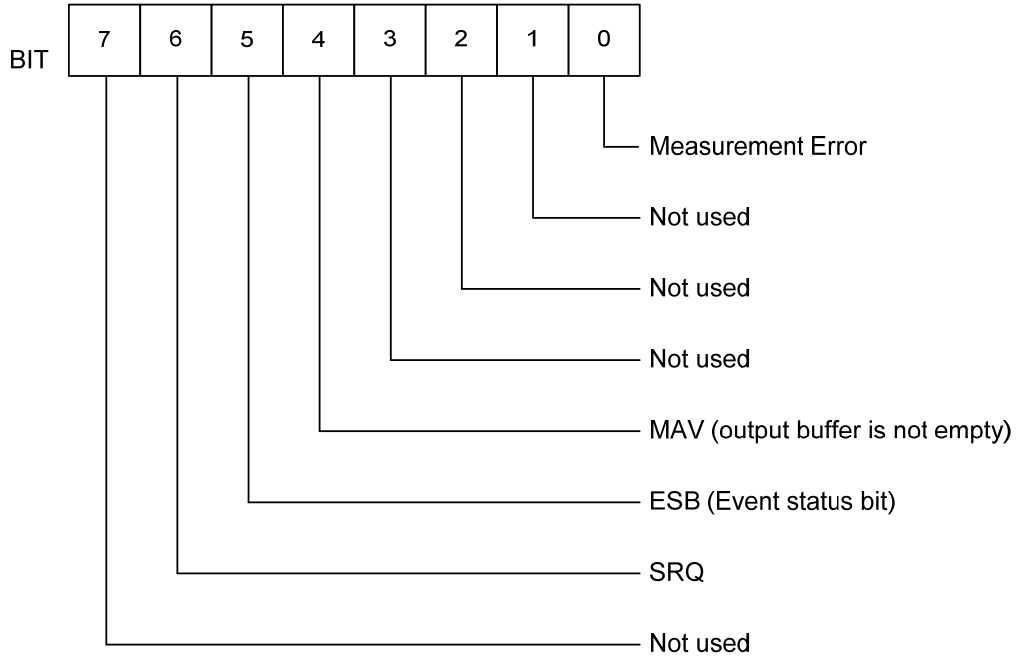 BIT 7 6 5 4 3 2 1 0
Measurement Error
Not used
Not used
Not used
MAV (output buffer is not empty)
ESB (Event status bit)
SRQ
Not used